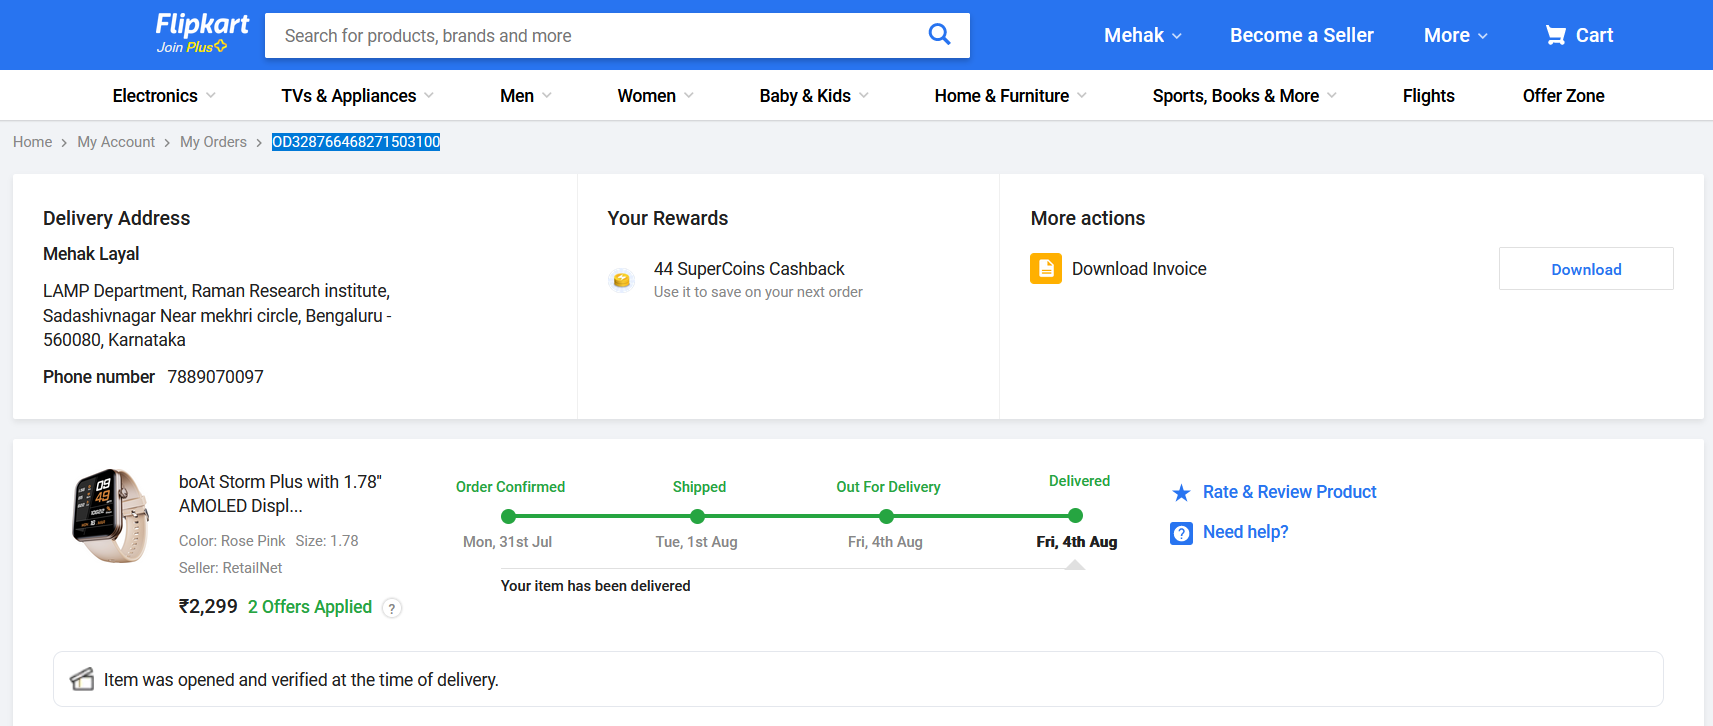 Flipkart
Join Plus
Search for products, brands and more
Mehak
Become a Seller
More
Cart
Electronics
TVs & Appliances
Men
Women
Baby & Kids
Home & Furniture
Sports, Books & More
Flights
Offer Zone
Home > My Account > My Orders > OD328766468271503100
Delivery Address
Mehak Layal
LAMP Department, Raman Research institute,
Sadashivnagar Near mekhri circle, Bengaluru -
560080, Karnataka
Phone number 7889070097
Your Rewards
44 SuperCoins Cashback
Use it to save on your next order
More actions
Download Invoice
Download
boAt Storm Plus with 1.78"
AMOLED Displ...
Color: Rose Pink Size: 1.78
Seller: RetailNet
₹2,299 2 Offers Applied ?
Order Confirmed
Mon, 31st Jul
Shipped
Tue, 1st Aug
Out For Delivery
Fri, 4th Aug
Delivered
Fri, 4th Aug
Your item has been delivered
Rate & Review Product
? Need help?
Item was opened and verified at the time of delivery.